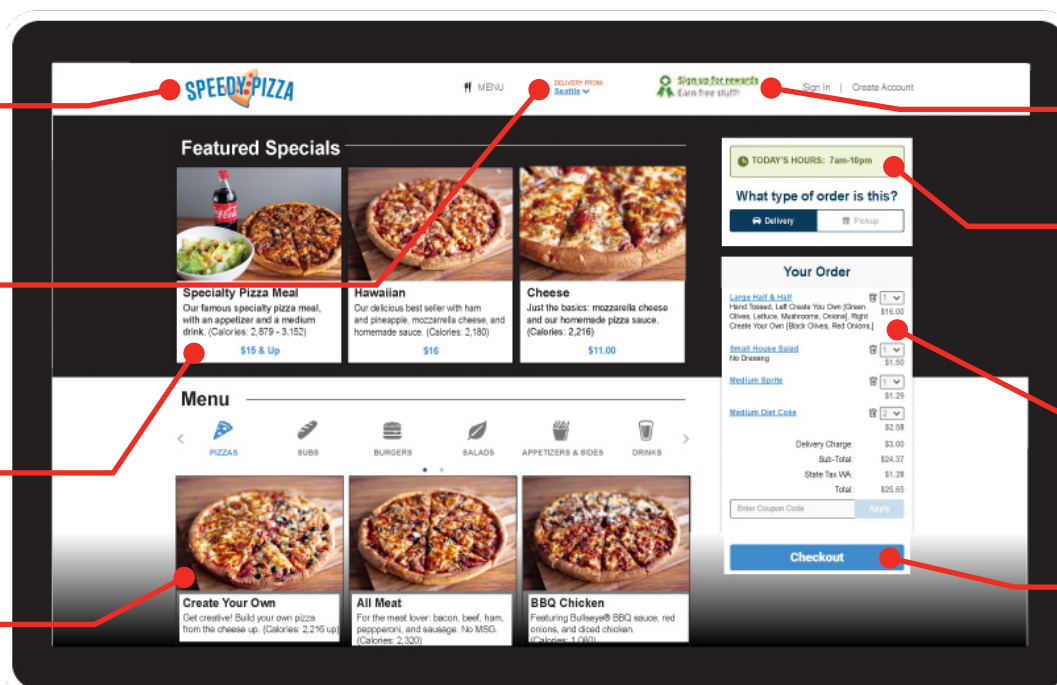 SPEEDY PIZZA
MENU
DELIVERY FROM:
Seattle
Sign up for rewards
Earn free stuff!
Sign In | Create Account
Featured Specials
Specialty Pizza Meal
Our famous specialty pizza meal,
with an appetizer and a medium
drink. (Calories: 2,879 - 3,152)
$15 & Up
Hawaiian
Our delicious best seller with ham
and pineapple, mozzarella cheese, and
homemade sauce. (Calories: 2,180)
$16
Cheese
Just the basics: mozzarella cheese
and our homemade pizza sauce.
(Calories: 2,216)
$11.00
TODAY'S HOURS: 7am-10pm
What type of order is this?
Delivery
Pickup
Your Order
Large Half & Half
1
Hand Tossed, Left Create You Own [Green
Olives, Lettuce, Mushrooms, Onions], Right
Create Your Own [Black Olives, Red Onions,]
$16.00
Small House Salad
1
No Dressing
$1.50
Medium Sprite
1
$1.29
Medium Diet Coke
2
$2.58
Delivery Charge: $3.00
Sub-Total: $24.37
State Tax WA: $1.28
Total: $25.65
Enter Coupon Code
Apply
Checkout
Menu
PIZZAS
SUBS
BURGERS
SALADS
APPETIZERS & SIDES
DRINKS
Create Your Own
Get creative! Build your own pizza
from the cheese up. (Calories: 2,216 up)
All Meat
For the meat lover: bacon, beef, ham,
pappperoni, and sausage. No MSG.
(Calories: 2,320)
BBQ Chicken
Featuring Bullseye® BBQ sauce, red
onions, and diced chicken.
(Calories: 1,080)